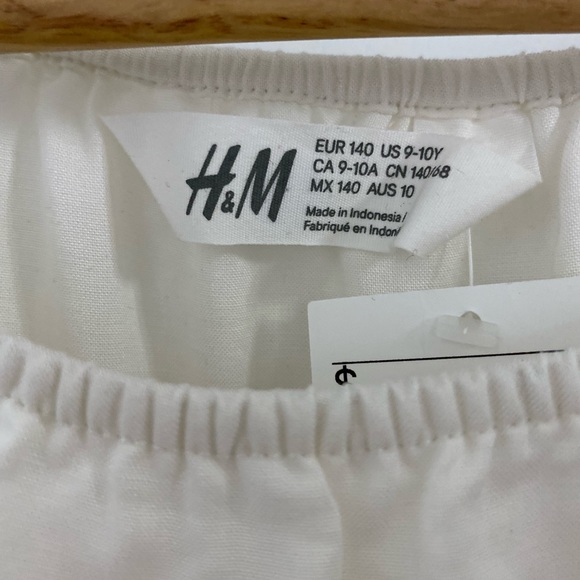 H&M
EUR 140 US 9-10Y
CA 9-10A CN 140/68
MX 140 AUS 10
Made in Indonesia/
Fabriqué en